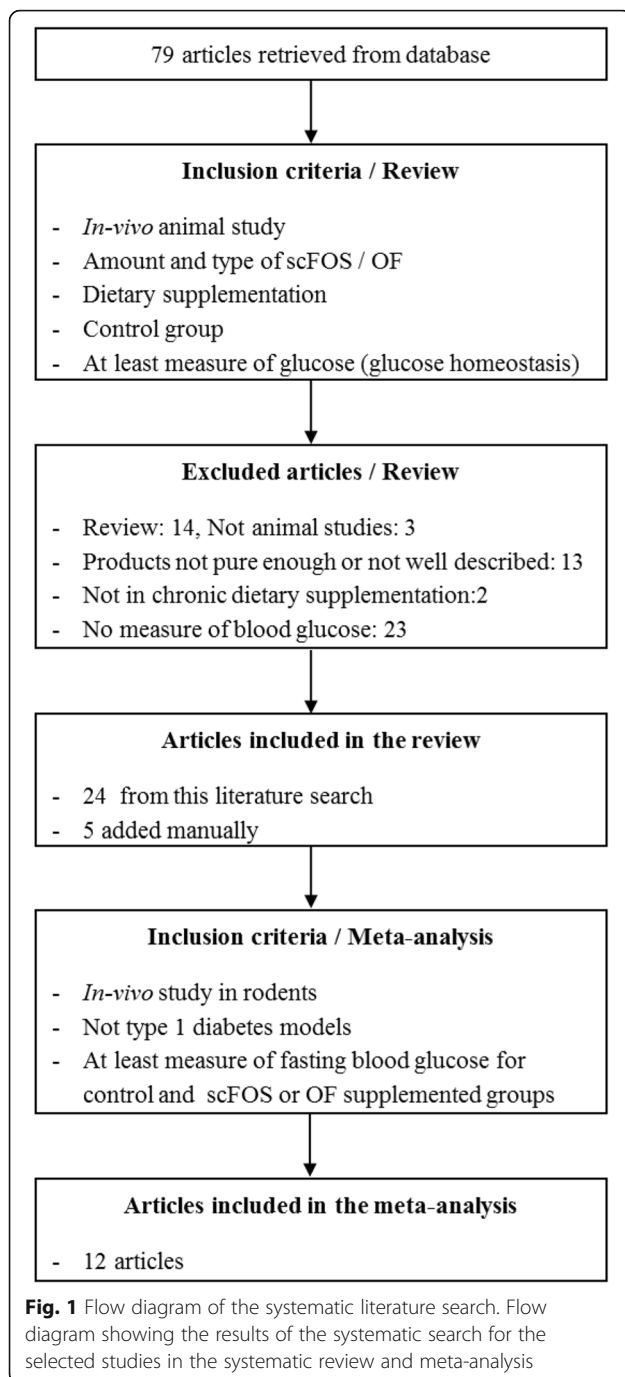 79 articles retrieved from database
Inclusion criteria / Review
- In-vivo animal study
- Amount and type of scFOS / OF
- Dietary supplementation
- Control group
- At least measure of glucose (glucose homeostasis)
Excluded articles / Review
- Review: 14, Not animal studies: 3
- Products not pure enough or not well described: 13
- Not in chronic dietary supplementation:2
- No measure of blood glucose: 23
Articles included in the review
- 24 from this literature search
- 5 added manually
Inclusion criteria / Meta-analysis
- In-vivo study in rodents
- Not type 1 diabetes models
- At least measure of fasting blood glucose for
control and scFOS or OF supplemented groups
Articles included in the meta-analysis
- 12 articles
Fig. 1 Flow diagram of the systematic literature search. Flow
diagram showing the results of the systematic search for the
selected studies in the systematic review and meta-analysis